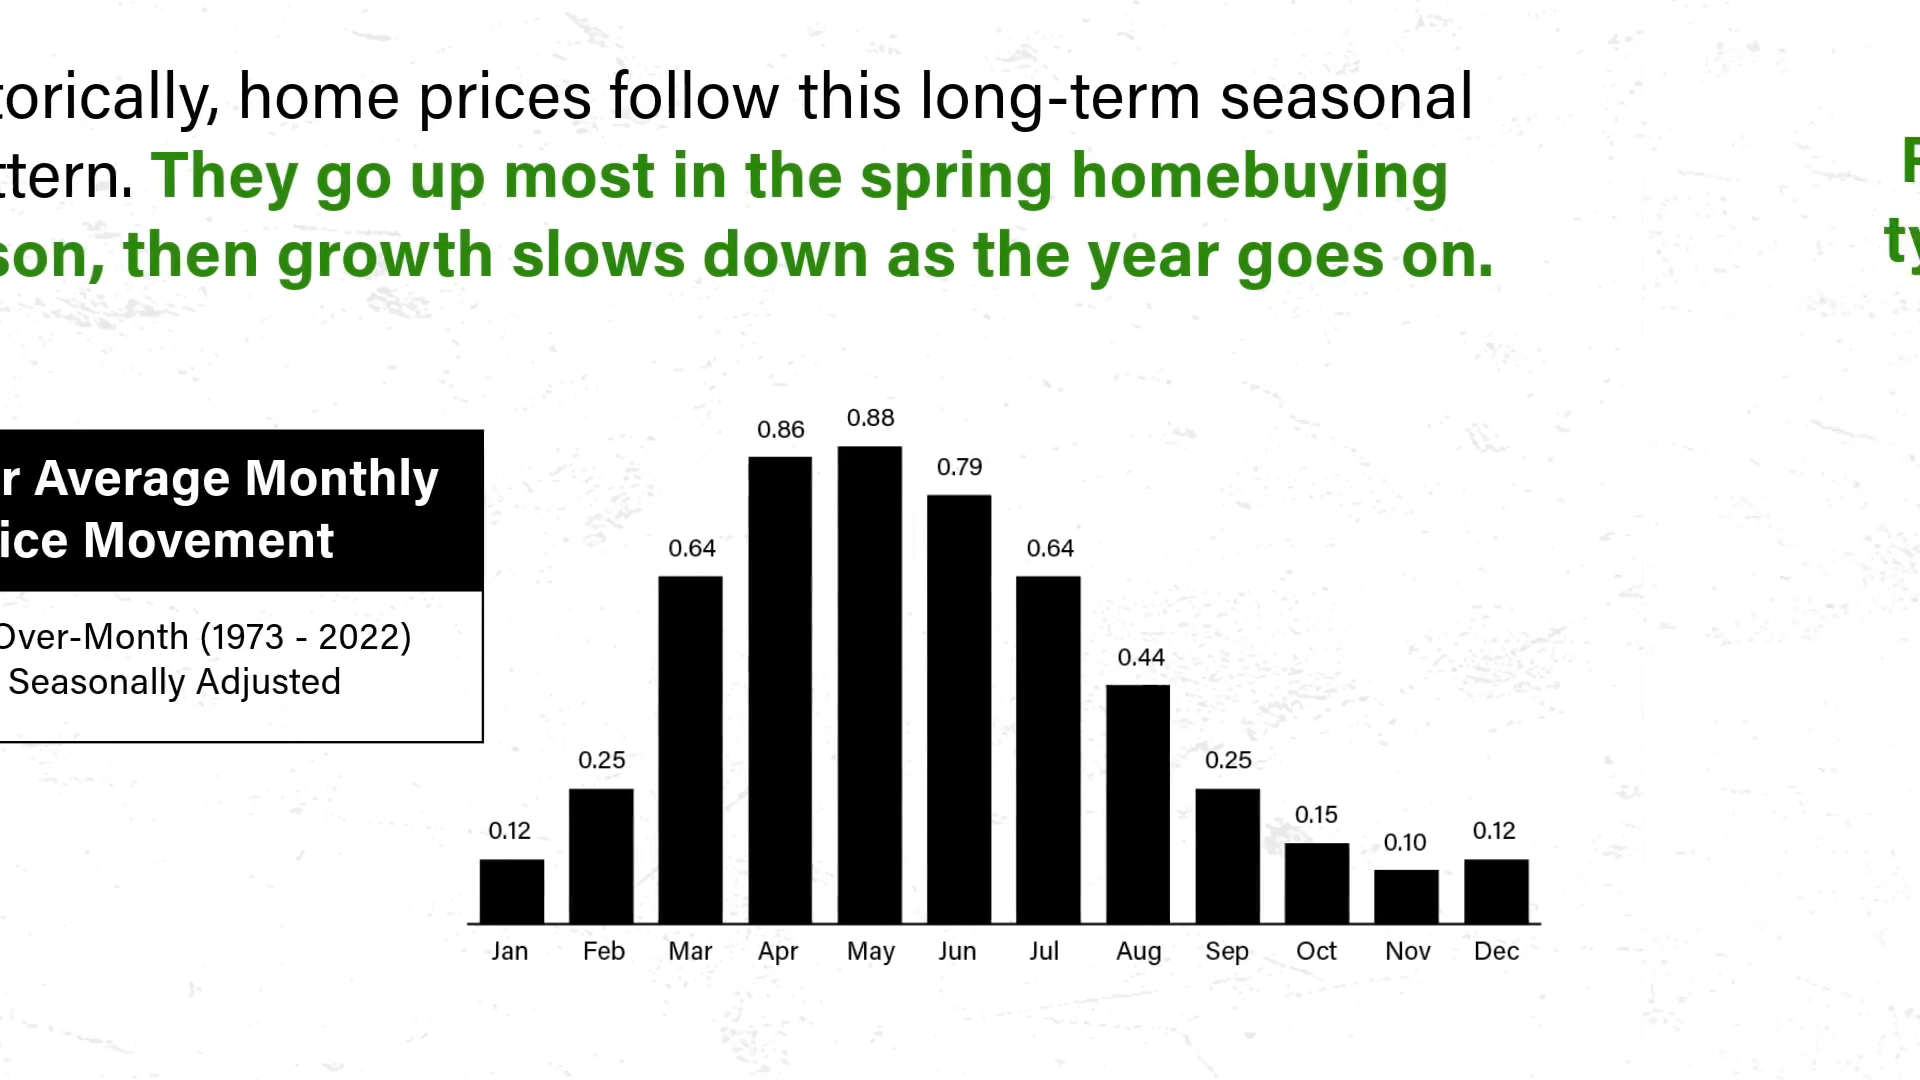 torically, home prices follow this long-term seasonal
ttern. They go up most in the spring homebuying
son, then growth slows down as the year goes on.
ty
r Average Monthly
ice Movement
Over-Month (1973 - 2022)
Seasonally Adjusted
0.12
0.25
0.64
0.86
0.88
0.79
0.64
0.44
0.25
0.15
0.10
0.12
Jan Feb Mar Apr May Jun Jul Aug Sep Oct Nov Dec